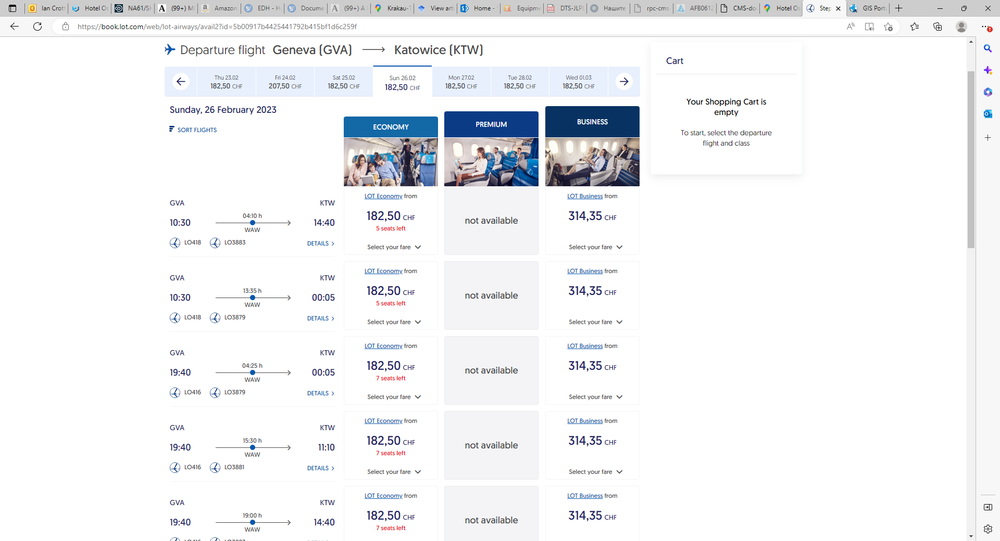 Ian Crott
Hotel Os
NA61/SH
(99+) Mi
Amazon.
EDH - H
Docume
(99+) A
Krakau-T
View arti
Home -
Equipme
DTS-JLPE
Нашите
rpc-cms-
AFB0612
CMS-doc
Hotel Os
Step
GIS Port
https://book.lot.com/web/lot-airways/avail2?id=5b00917b4425441792b415bf1d6c259f
Departure flight Geneva (GVA) Katowice (KTW)
Thu 23.02
182,50 CHF
Fri 24.02
207,50 CHF
Sat 25.02
182,50 CHF
Sun 26.02
182,50 CHF
Mon 27.02
182,50 CHF
Tue 28.02
182,50 CHF
Wed 01.03
182,50 CHF
Sunday, 26 February 2023
SORT FLIGHTS
ECONOMY
PREMIUM
BUSINESS
GVA KTW
04:10 h
10:30 14:40
WAW
LO418 LO3883 DETAILS
LOT Economy from
182,50 CHF
5 seats left
Select your fare
not available
LOT Business from
314,35 CHF
Select your fare
GVA KTW
13:35 h
10:30 00:05
WAW
LO418 LO3879 DETAILS
LOT Economy from
182,50 CHF
5 seats left
Select your fare
not available
LOT Business from
314,35 CHF
Select your fare
GVA KTW
04:25 h
19:40 00:05
WAW
LO416 LO3879 DETAILS
LOT Economy from
182,50 CHF
7 seats left
Select your fare
not available
LOT Business from
314,35 CHF
Select your fare
GVA KTW
15:30 h
19:40 11:10
WAW
LO416 LO3881 DETAILS
LOT Economy from
182,50 CHF
7 seats left
Select your fare
not available
LOT Business from
314,35 CHF
Select your fare
GVA KTW
19:00 h
19:40 14:40
WAW
LOT Economy from
182,50 CHF
7 seats left
not available
LOT Business from
314,35 CHF
Cart
Your Shopping Cart is
empty
To start, select the departure
flight and class